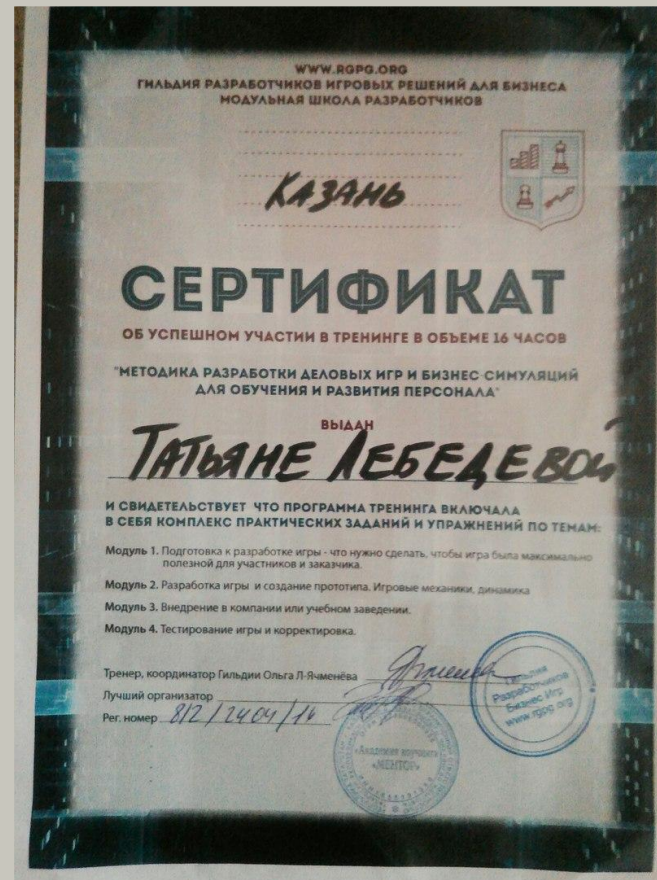 WWW.RGPG.ORG
ГИЛЬДИЯ РАЗРАБОТЧИКОВ ИГРОВЫХ РЕШЕНИЙ ДЛЯ БИЗНЕСА
МОДУЛЬНАЯ ШКОЛА РАЗРАБОТЧИКОВ
КАЗАНЬ
СЕРТИФИКАТ
ОБ УСПЕШНОМ УЧАСТИИ В ТРЕНИНГЕ В ОБЪЕМЕ 16 ЧАСОВ
"МЕТОДИКА РАЗРАБОТКИ ДЕЛОВЫХ ИГР И БИЗНЕС-СИМУЛЯЦИЙ
ДЛЯ ОБУЧЕНИЯ И РАЗВИТИЯ ПЕРСОНАЛА"
ВЫДАН
ТАТЬЯНЕ ЛЕБЕДЕВОЙ
И СВИДЕТЕЛЬСТВУЕТ ЧТО ПРОГРАММА ТРЕНИНГА ВКЛЮЧАЛА
В СЕБЯ КОМПЛЕКС ПРАКТИЧЕСКИХ ЗАДАНИЙ И УПРАЖНЕНИЙ ПО ТЕМАМ:
Модуль 1. Подготовка к разработке игры - что нужно сделать, чтобы игра была максимально
полезной для участников и заказчика.
Модуль 2. Разработка игры и создание прототипа. Игровые механики, динамика
Модуль 3. Внедрение в компании или учебном заведении.
Модуль 4. Тестирование игры и корректировка.
Тренер, координатор Гильдии Ольга Л-Ячменёва
Лучший организатор
Рег. номер 812/2404/16
Гильдия
Разработчиков
Бизнес Игр
www.rgpg.org
«Академия коучинга
«МЕНТОР»